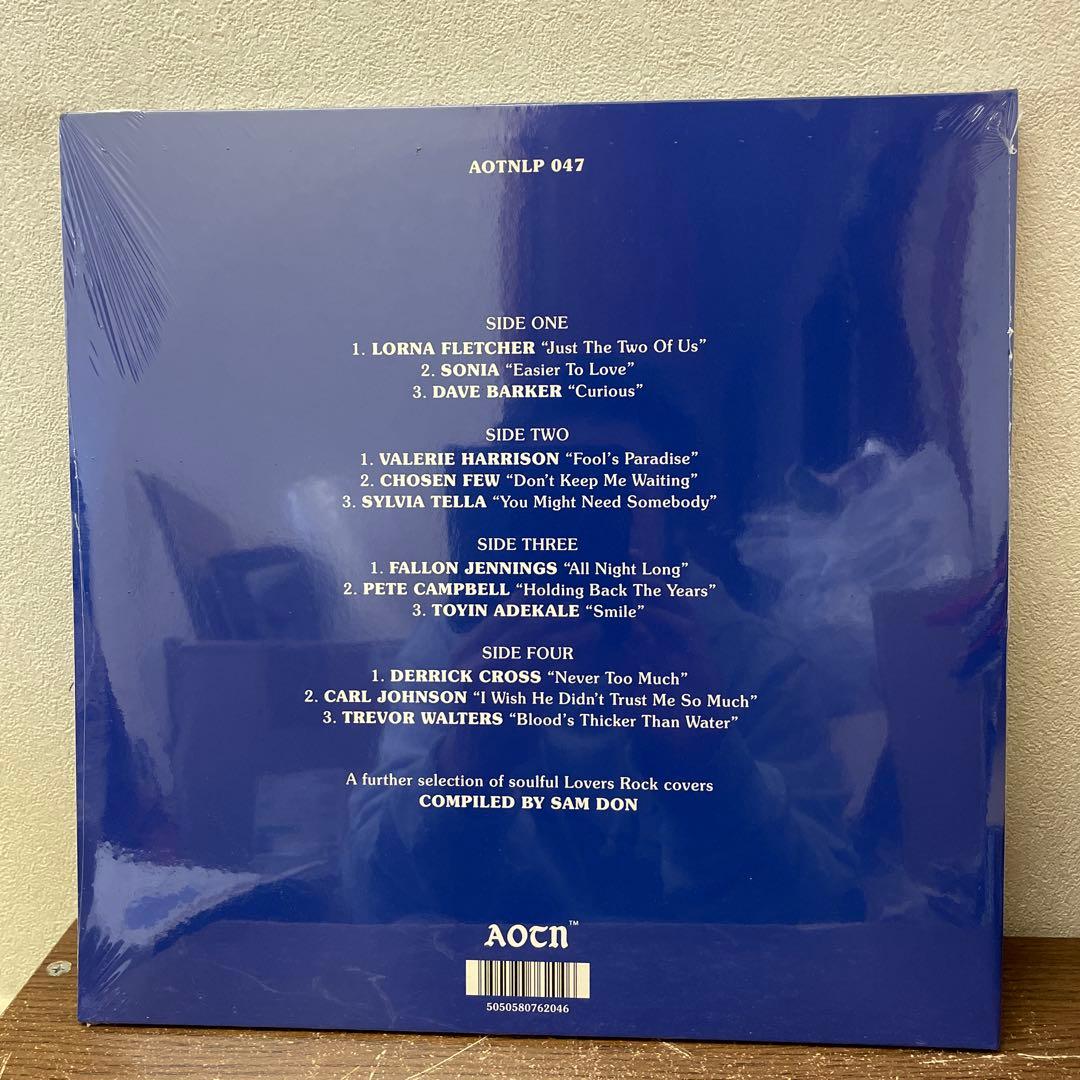 AOTNLP 047
SIDE ONE
1. LORNA FLETCHER “Just The Two Of Us”
2. SONIA “Easier To Love”
3. DAVE BARKER “Curious”
SIDE TWO
1. VALERIE HARRISON “Fool’s Paradise”
2. CHOSEN FEW “Don’t Keep Me Waiting”
3. SYLVIA TELLA “You Might Need Somebody”
SIDE THREE
1. FALLON JENNINGS “All Night Long”
2. PETE CAMPBELL “Holding Back The Years”
3. TOYIN ADEKALE “Smile”
SIDE FOUR
1. DERRICK CROSS “Never Too Much”
2. CARL JOHNSON “I Wish He Didn’t Trust Me So Much”
3. TREVOR WALTERS “Blood’s Thicker Than Water”
A further selection of soulful Lovers Rock covers
COMPILED BY SAM DON
AOTN™
5050580762046